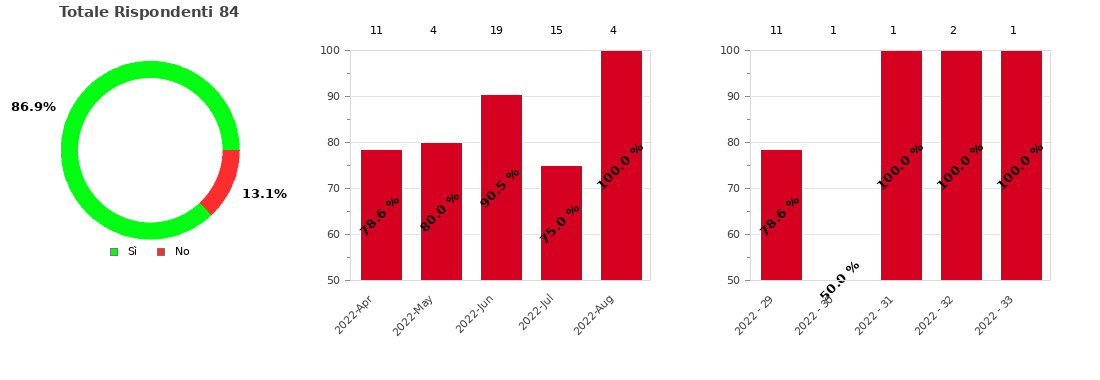 Totale Rispondenti 84
86.9%
13.1%
Sì
No
11 4 19 15 4
100
90
80
70
60
50
78.6 %
80.0 %
90.5 %
75.0 %
100.0 %
2022-Apr
2022-May
2022-Jun
2022-Jul
2022-Aug
11 1 1 2 1
100
90
80
70
60
50
78.6 %
50.0 %
100.0 %
100.0 %
100.0 %
2022 - 29
2022 - 30
2022 - 31
2022 - 32
2022 - 33